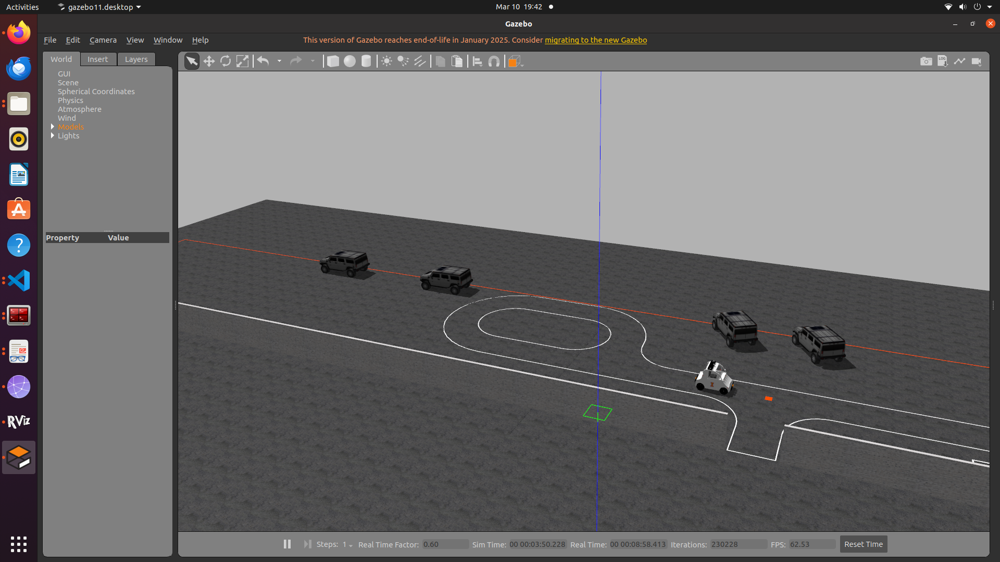 Activities gazebo11.desktop Mar 10 19:42
Gazebo
File Edit Camera View Window Help This version of Gazebo reaches end-of-life in January 2025. Consider migrating to the new Gazebo
World Insert Layers
LOG
GUI
Scene
Spherical Coordinates
Physics
Atmosphere
Wind
Models
Lights
Property Value
RViz
Steps: 1 Real Time Factor: 0.60 Sim Time: 00 00:03:50.228 Real Time: 00 00:08:58.413 Iterations: 230228 FPS: 62.53 Reset Time